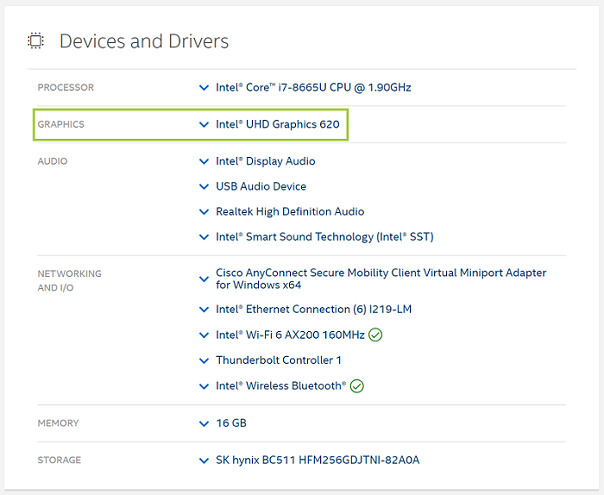 Devices and Drivers
PROCESSOR
Intel® Core™ i7-8665U CPU @ 1.90GHz
GRAPHICS
Intel® UHD Graphics 620
AUDIO
Intel® Display Audio
USB Audio Device
Realtek High Definition Audio
Intel® Smart Sound Technology (Intel® SST)
NETWORKING
AND I/O
Cisco AnyConnect Secure Mobility Client Virtual Miniport Adapter
for Windows x64
Intel® Ethernet Connection (6) I219-LM
Intel® Wi-Fi 6 AX200 160MHz
Thunderbolt Controller 1
Intel® Wireless Bluetooth®
MEMORY
16 GB
STORAGE
SK hynix BC511 HFM256GDJTNI-82A0A